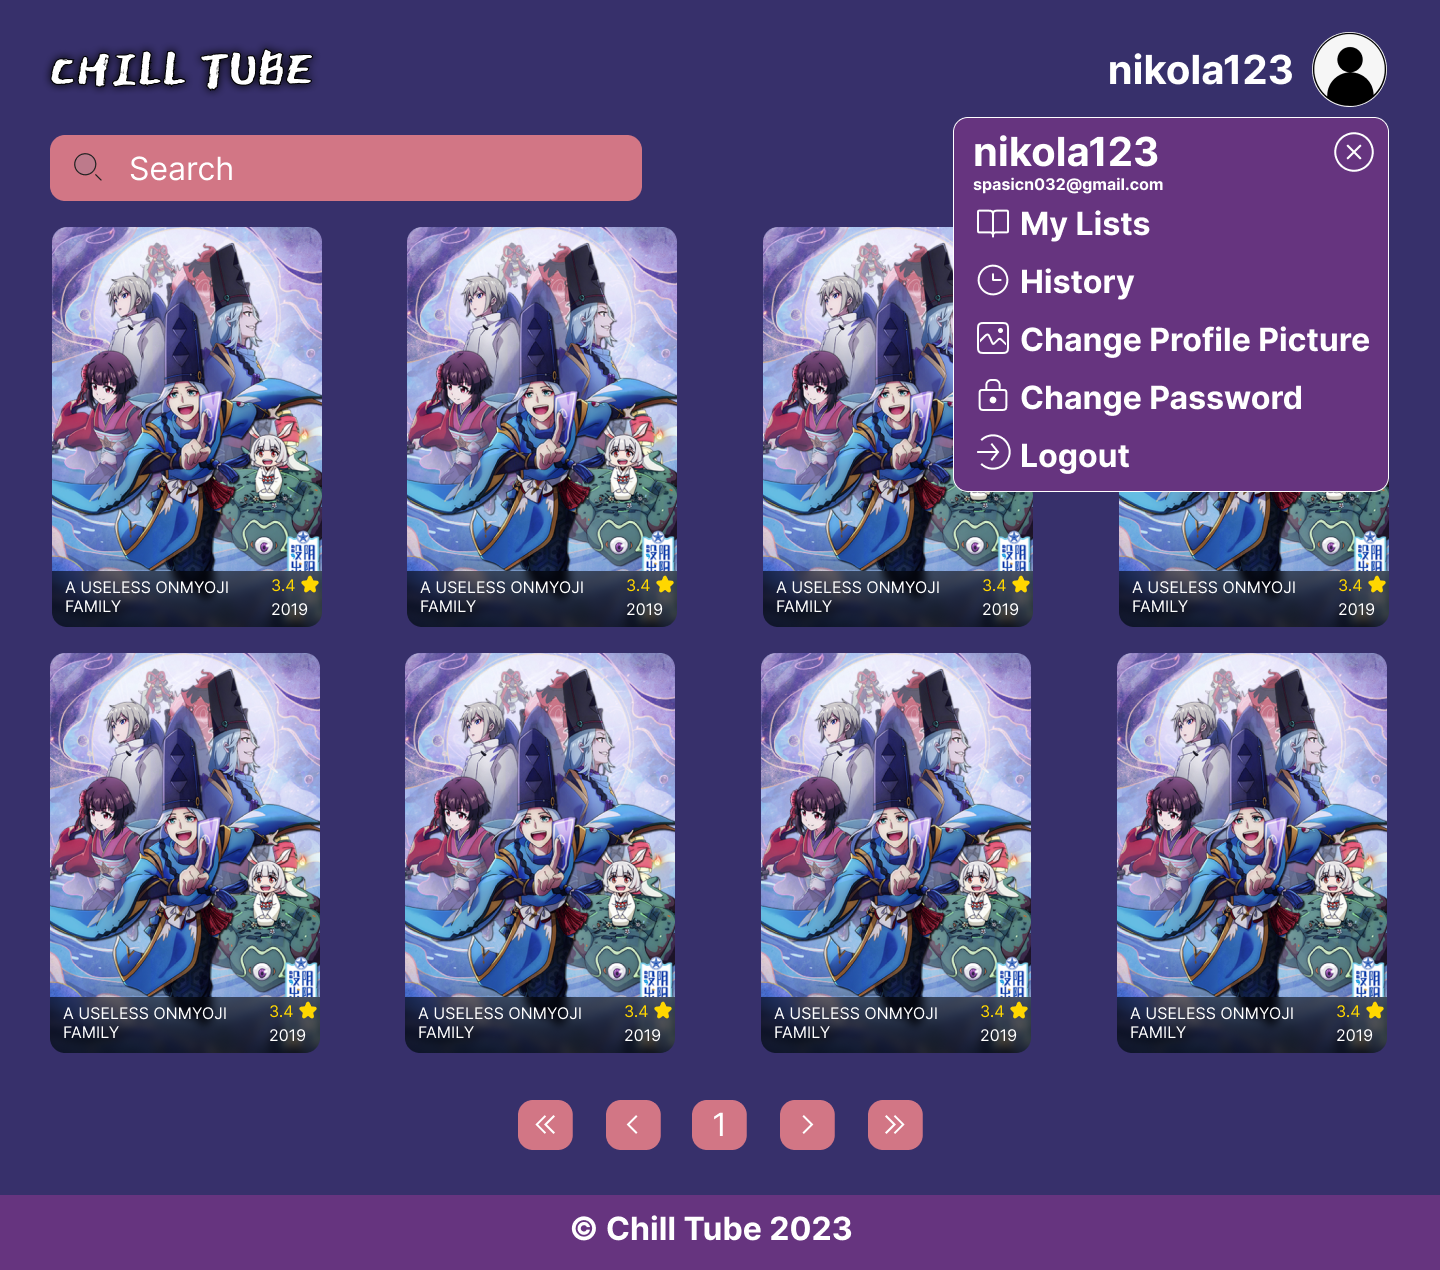 CHILL TUBE
nikola123
Search
nikola123
spasicn032@gmail.com
My Lists
History
Change Profile Picture
Change Password
Logout
A USELESS ONMYOJI
FAMILY
3.4
2019
A USELESS ONMYOJI
FAMILY
3.4
2019
A USELESS ONMYOJI
FAMILY
3.4
2019
A USELESS ONMYOJI
FAMILY
3.4
2019
A USELESS ONMYOJI
FAMILY
3.4
2019
A USELESS ONMYOJI
FAMILY
3.4
2019
A USELESS ONMYOJI
FAMILY
3.4
2019
A USELESS ONMYOJI
FAMILY
3.4
2019
1
© Chill Tube 2023